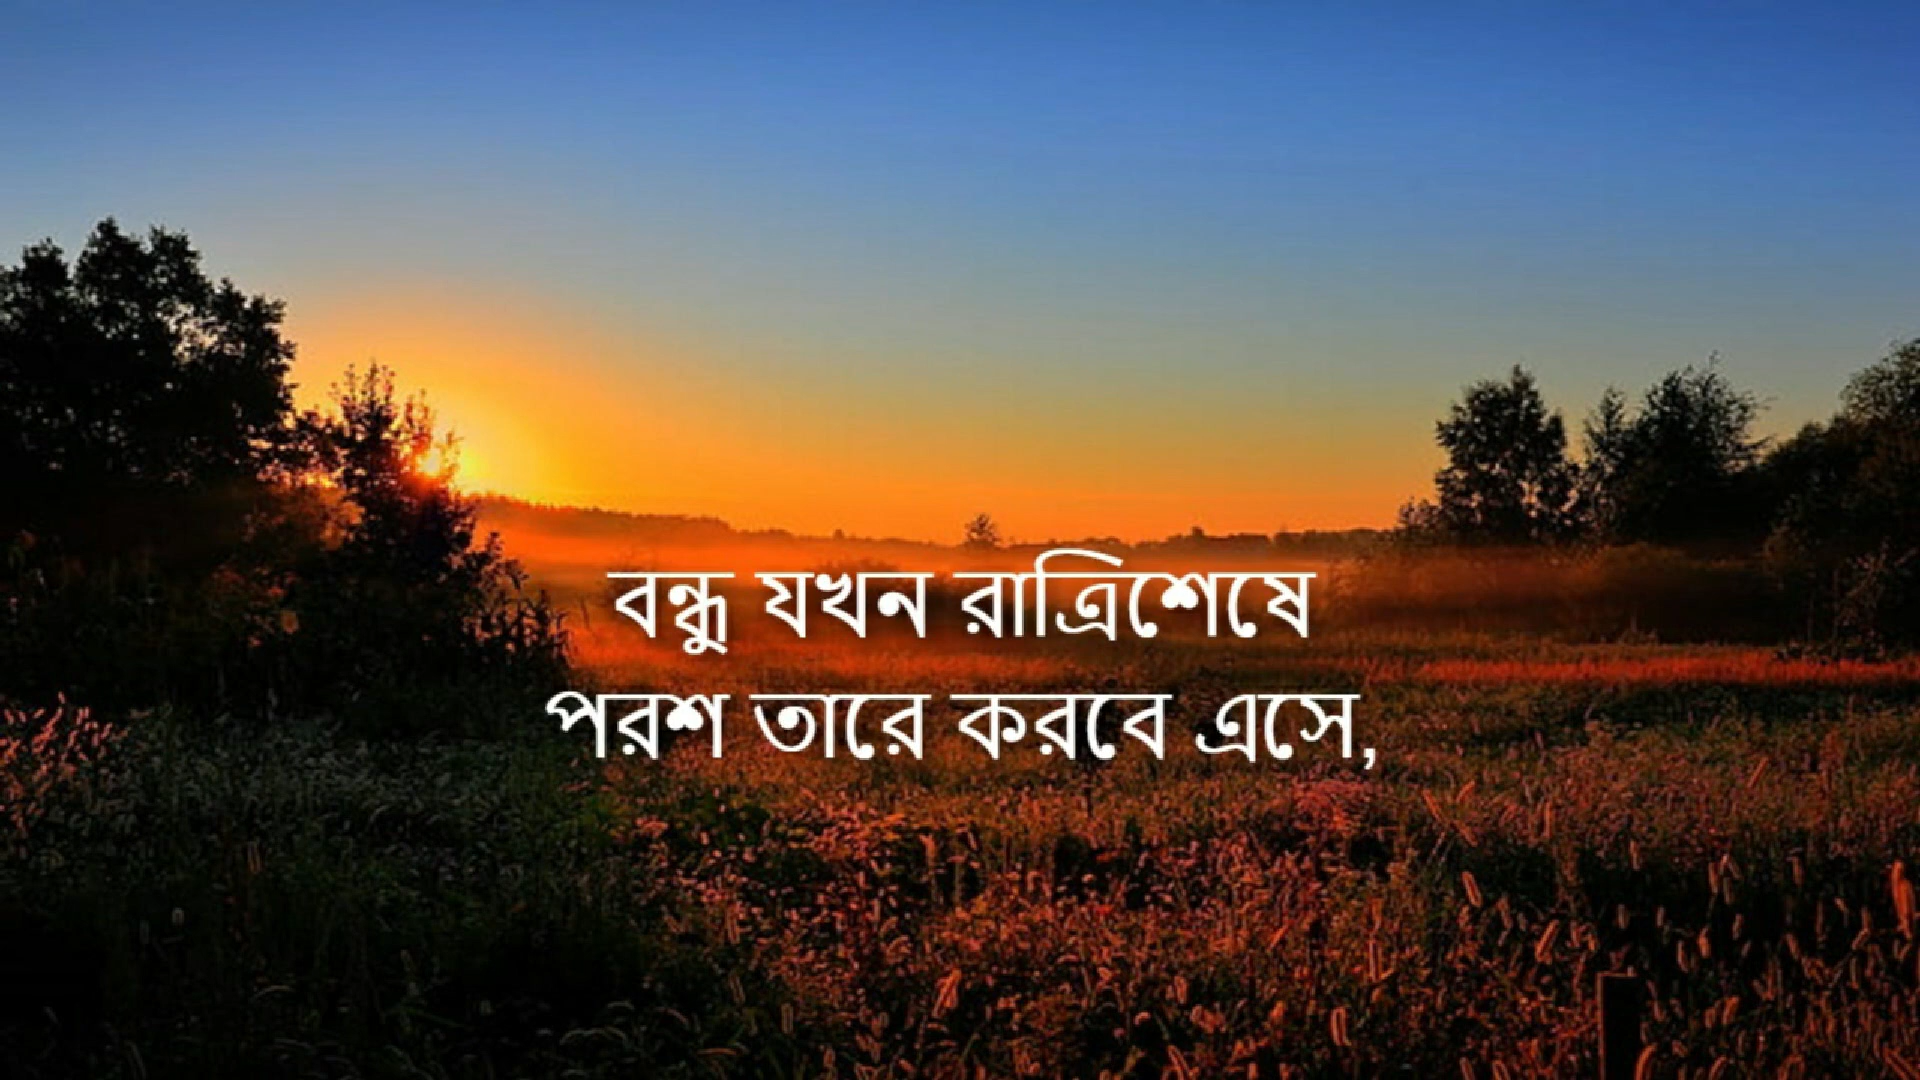 বন্ধু যখন রাত্রিশেষে
পরশ তারে করবে এসে,